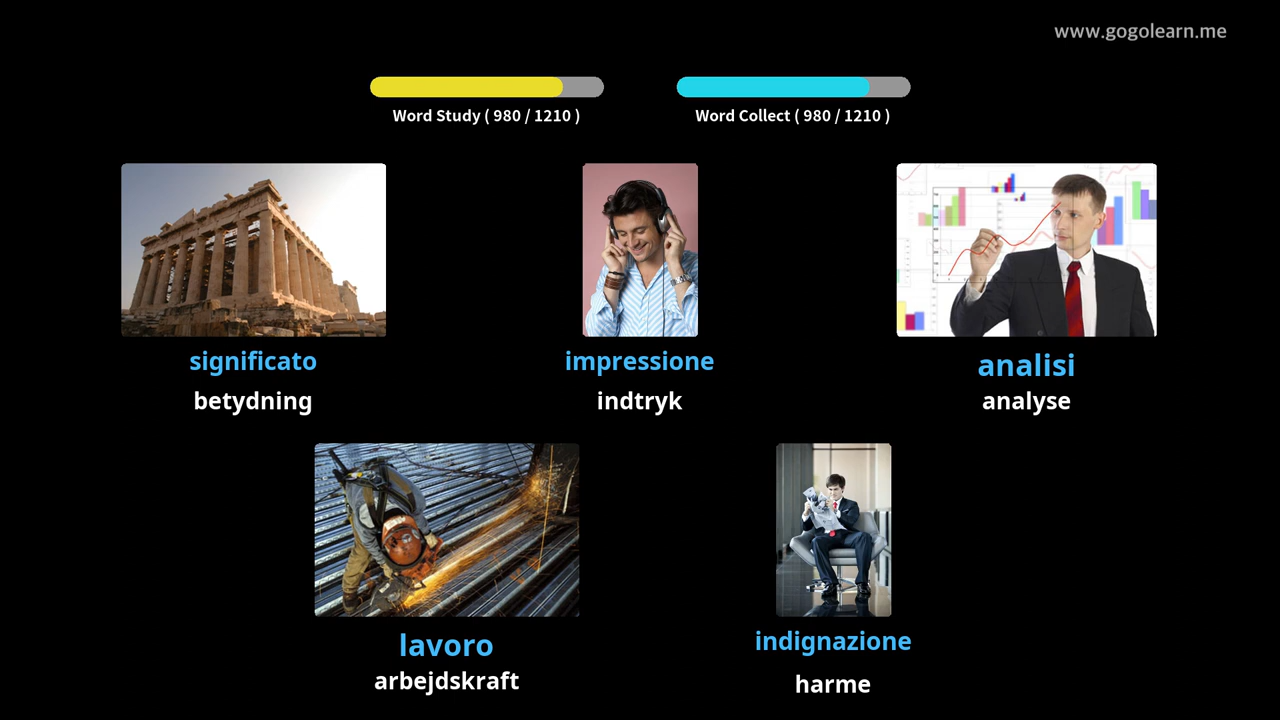 www.gogolearn.me
Word Study ( 980 / 1210 )
Word Collect ( 980 / 1210 )
significato
betydning
impressione
indtryk
analisi
analyse
lavoro
arbejdskraft
indignazione
harme